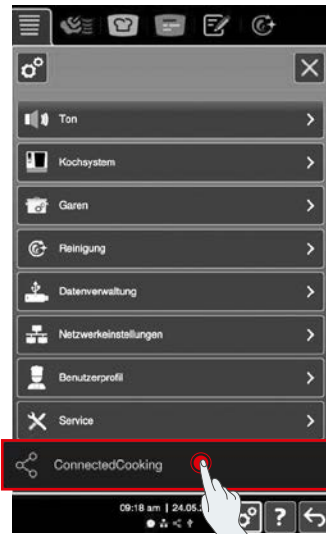 Ton
Kochsystem
Garen
Reinigung
Datenverwaltung
Netzwerkeinstellungen
Benutzerprofil
Service
ConnectedCooking
09:18 am | 24.05.
?